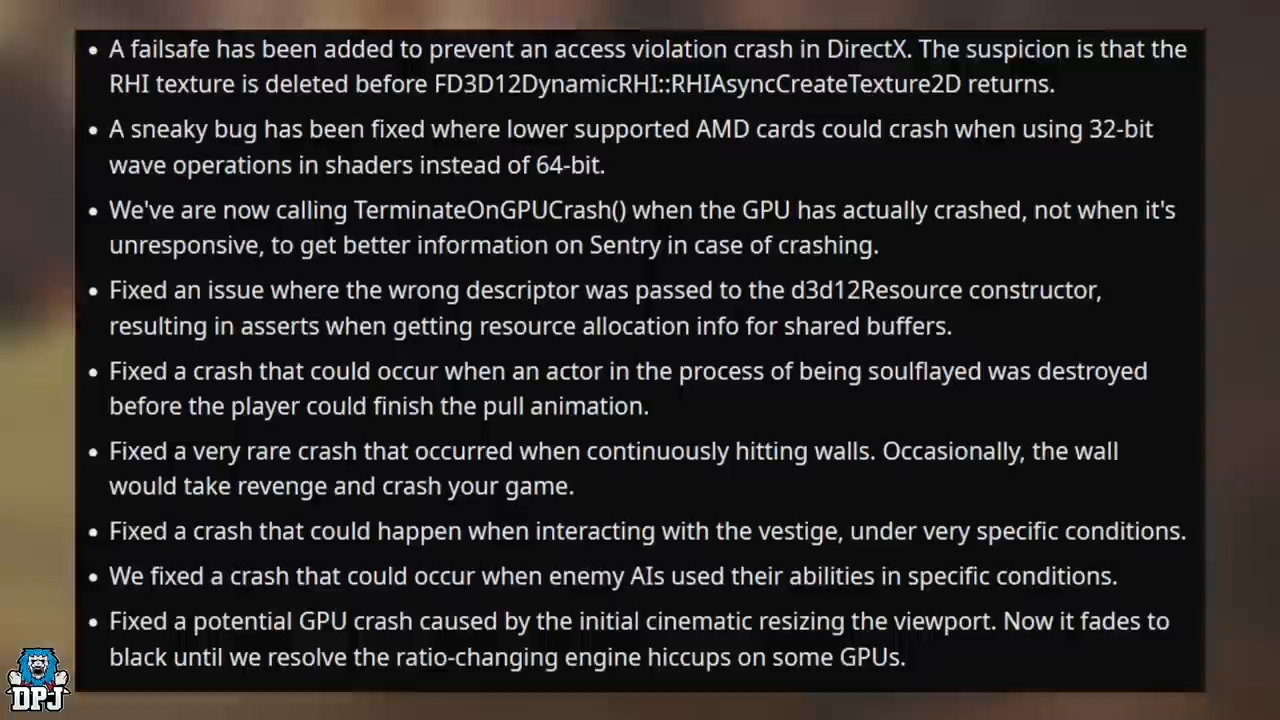 • A failsafe has been added to prevent an access violation crash in DirectX. The suspicion is that the
RHI texture is deleted before FD3D12DynamicRHI::RHIAsyncCreateTexture2D returns.
• A sneaky bug has been fixed where lower supported AMD cards could crash when using 32-bit
wave operations in shaders instead of 64-bit.
• We've are now calling TerminateOnGPUCrash() when the GPU has actually crashed, not when it's
unresponsive, to get better information on Sentry in case of crashing.
• Fixed an issue where the wrong descriptor was passed to the d3d12Resource constructor,
resulting in asserts when getting resource allocation info for shared buffers.
• Fixed a crash that could occur when an actor in the process of being soulflayed was destroyed
before the player could finish the pull animation.
• Fixed a very rare crash that occurred when continuously hitting walls. Occasionally, the wall
would take revenge and crash your game.
• Fixed a crash that could happen when interacting with the vestige, under very specific conditions.
• We fixed a crash that could occur when enemy AIs used their abilities in specific conditions.
• Fixed a potential GPU crash caused by the initial cinematic resizing the viewport. Now it fades to
black until we resolve the ratio-changing engine hiccups on some GPUs.
DPJ